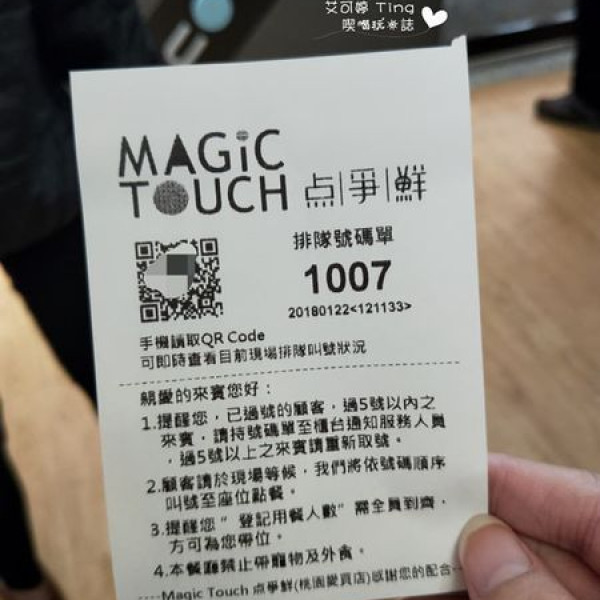 艾可婷 Ting
喫喝玩米誌
MAGiC
TOUCH 点爭鮮
排隊號碼單
1007
20180122<121133>
手機讀取QR Code
可即時查看目前現場排隊叫號狀況
親愛的來賓您好：
1.提醒您，已過號的顧客，過5號以內之
來賓，請持號碼單至櫃台通知服務人員
，過5號以上之來賓請重新取號。
2.顧客請於現場等候，我們將依號碼順序
叫號至座位點餐。
3.提醒您”登記用餐人數”需全員到齊，
方可為您帶位。
4.本餐廳禁止帶寵物及外食。
----Magic Touch 点爭鮮(桃園愛買店)感謝您的配合--